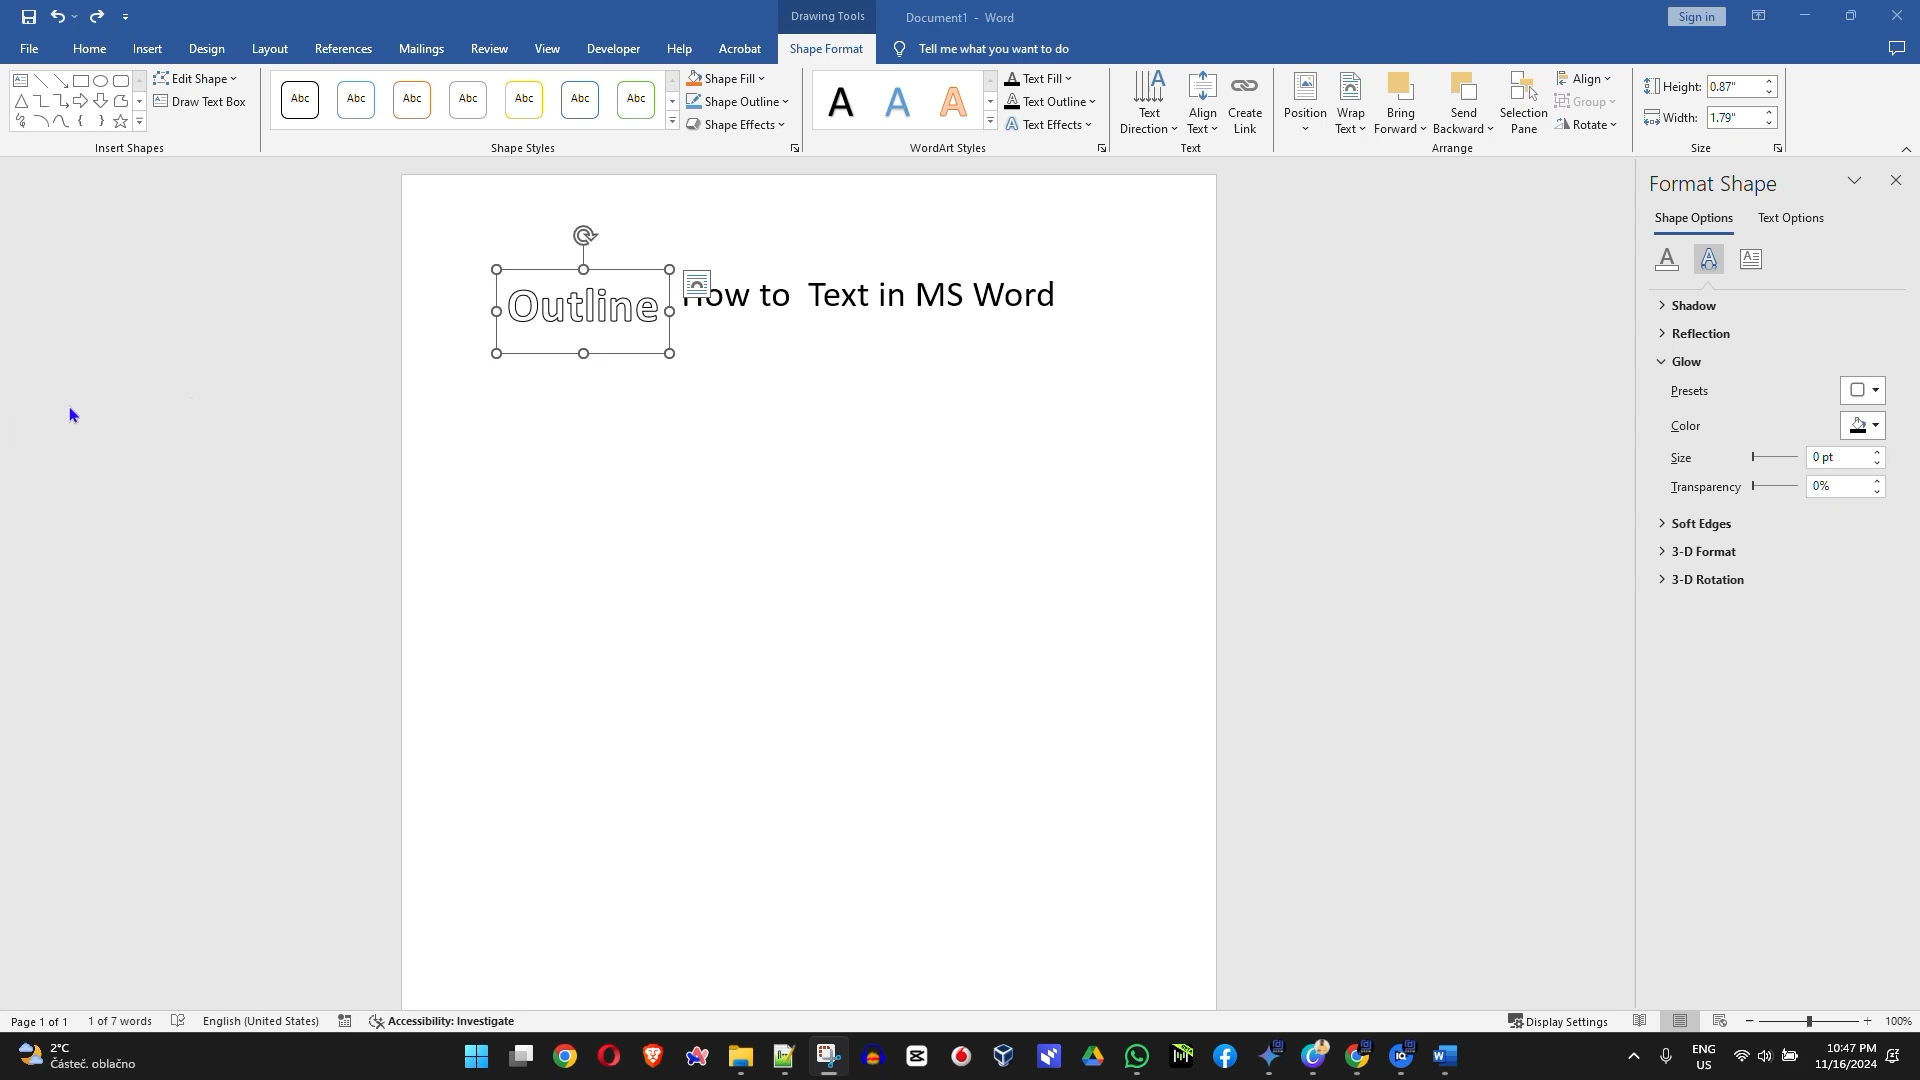 Drawing Tools
Document1 - Word
Sign in
File Home Insert Design Layout References Mailings Review View Developer Help Acrobat Shape Format Tell me what you want to do
Edit Shape
Draw Text Box
Insert Shapes
Abc Abc Abc Abc Abc Abc Abc
Shape Styles
Shape Fill
Shape Outline
Shape Effects
A A A
WordArt Styles
Text Fill
Text Outline
Text Effects
Text Direction
Align Text
Create Link
Text
Position
Wrap Text
Bring Forward
Send Backward
Selection Pane
Align
Group
Rotate
Arrange
Height: 0.87"
Width: 1.79"
Size
Outline
How to Text in MS Word
Format Shape
Shape Options Text Options
Shadow
Reflection
Glow
Presets
Color
Size 0 pt
Transparency 0%
Soft Edges
3-D Format
3-D Rotation
Page 1 of 1 1 of 7 words English (United States) Accessibility: Investigate Display Settings 100%
2°C
Částeč. oblačno
ENG
US
10:47 PM
11/16/2024